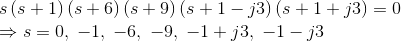 s (s + 1) (s + 6) (s + 9) (s + 1 − j3) (s + 1 + j3) = 0
⇒ s = 0, −1, −6, −9, −1 + j3, −1 − j3